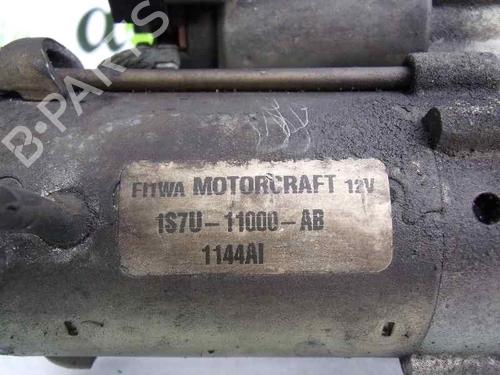 B-PARTS
FITWA MOTORCRAFT 12V
1S7U-11000-AB
1144AI